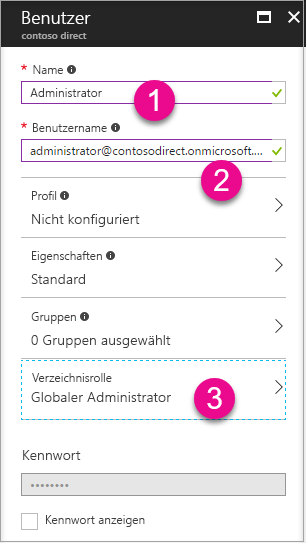 Benutzer
contoso direct
* Name
Administrator
1
* Benutzername
administrator@contosodirect.onmicrosoft....
2
Profil
Nicht konfiguriert
Eigenschaften
Standard
Gruppen
0 Gruppen ausgewählt
Verzeichnisrolle
Globaler Administrator
3
Kennwort
••••••••
Kennwort anzeigen